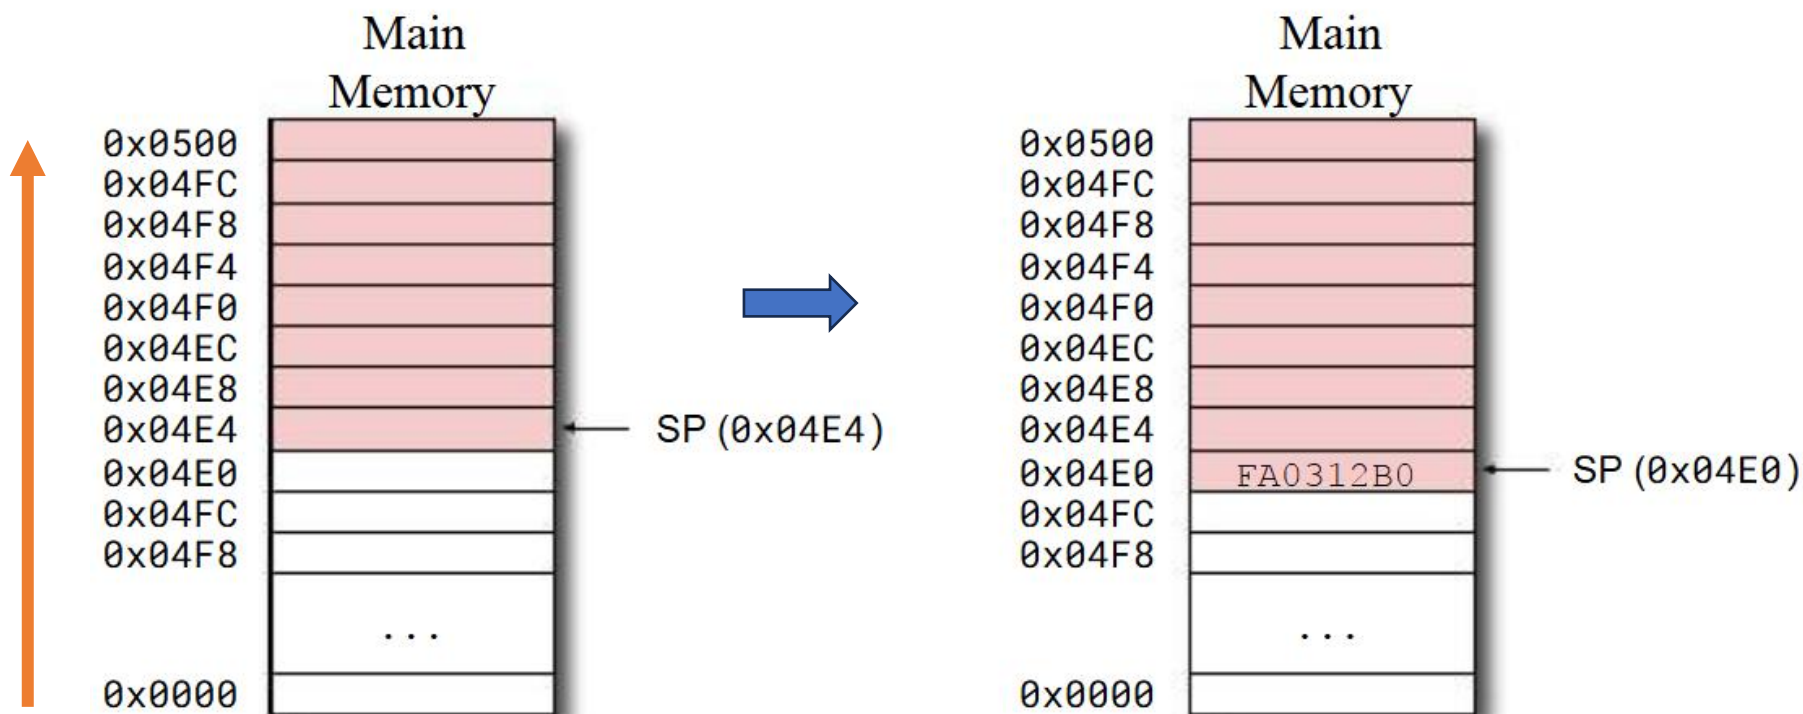 Main
Memory
0x0500
0x04FC
0x04F8
0x04F4
0x04F0
0x04EC
0x04E8
0x04E4
SP (0x04E4)
0x04E0
0x04FC
0x04F8
...
0x0000
Main
Memory
0x0500
0x04FC
0x04F8
0x04F4
0x04F0
0x04EC
0x04E8
0x04E4
0x04E0
FA0312B0
SP (0x04E0)
0x04FC
0x04F8
...
0x0000